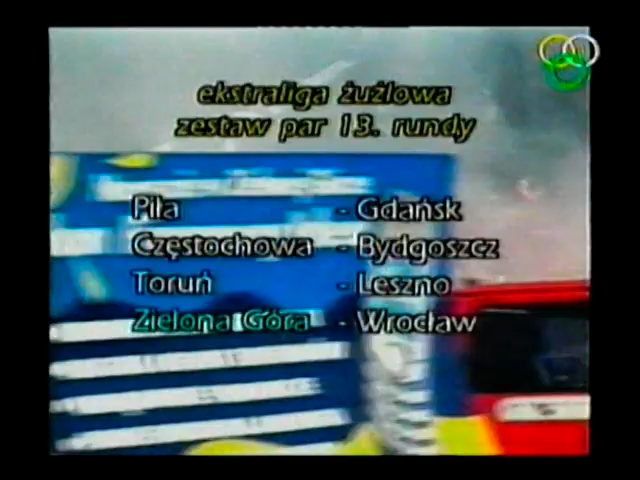 ekstraliga żużlowa
zestaw par 13. rundy
Piła - Gdańsk
Częstochowa - Bydgoszcz
Toruń - Leszno
Zielona Góra - Wrocław